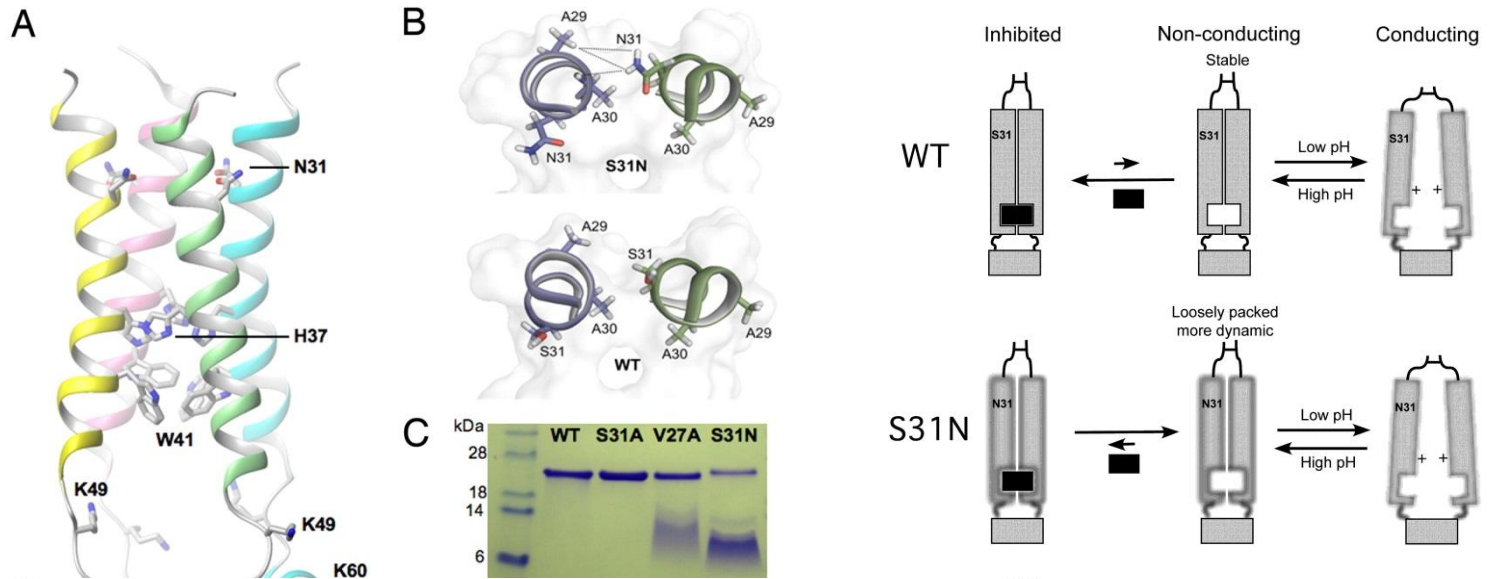 A
N31
H37
W41
K49
K49
K60
B
A29
N31
A30
A29
N31
A30
S31N
A29
S31
A30
A29
S31
A30
WT
C
kDa
WT S31A V27A S31N
28
18
14
6
Inhibited Non-conducting Conducting
Stable
WT
S31
S31
S31
Low pH
High pH
+ +
Loosely packed
more dynamic
S31N
N31
N31
N31
Low pH
High pH
+ +